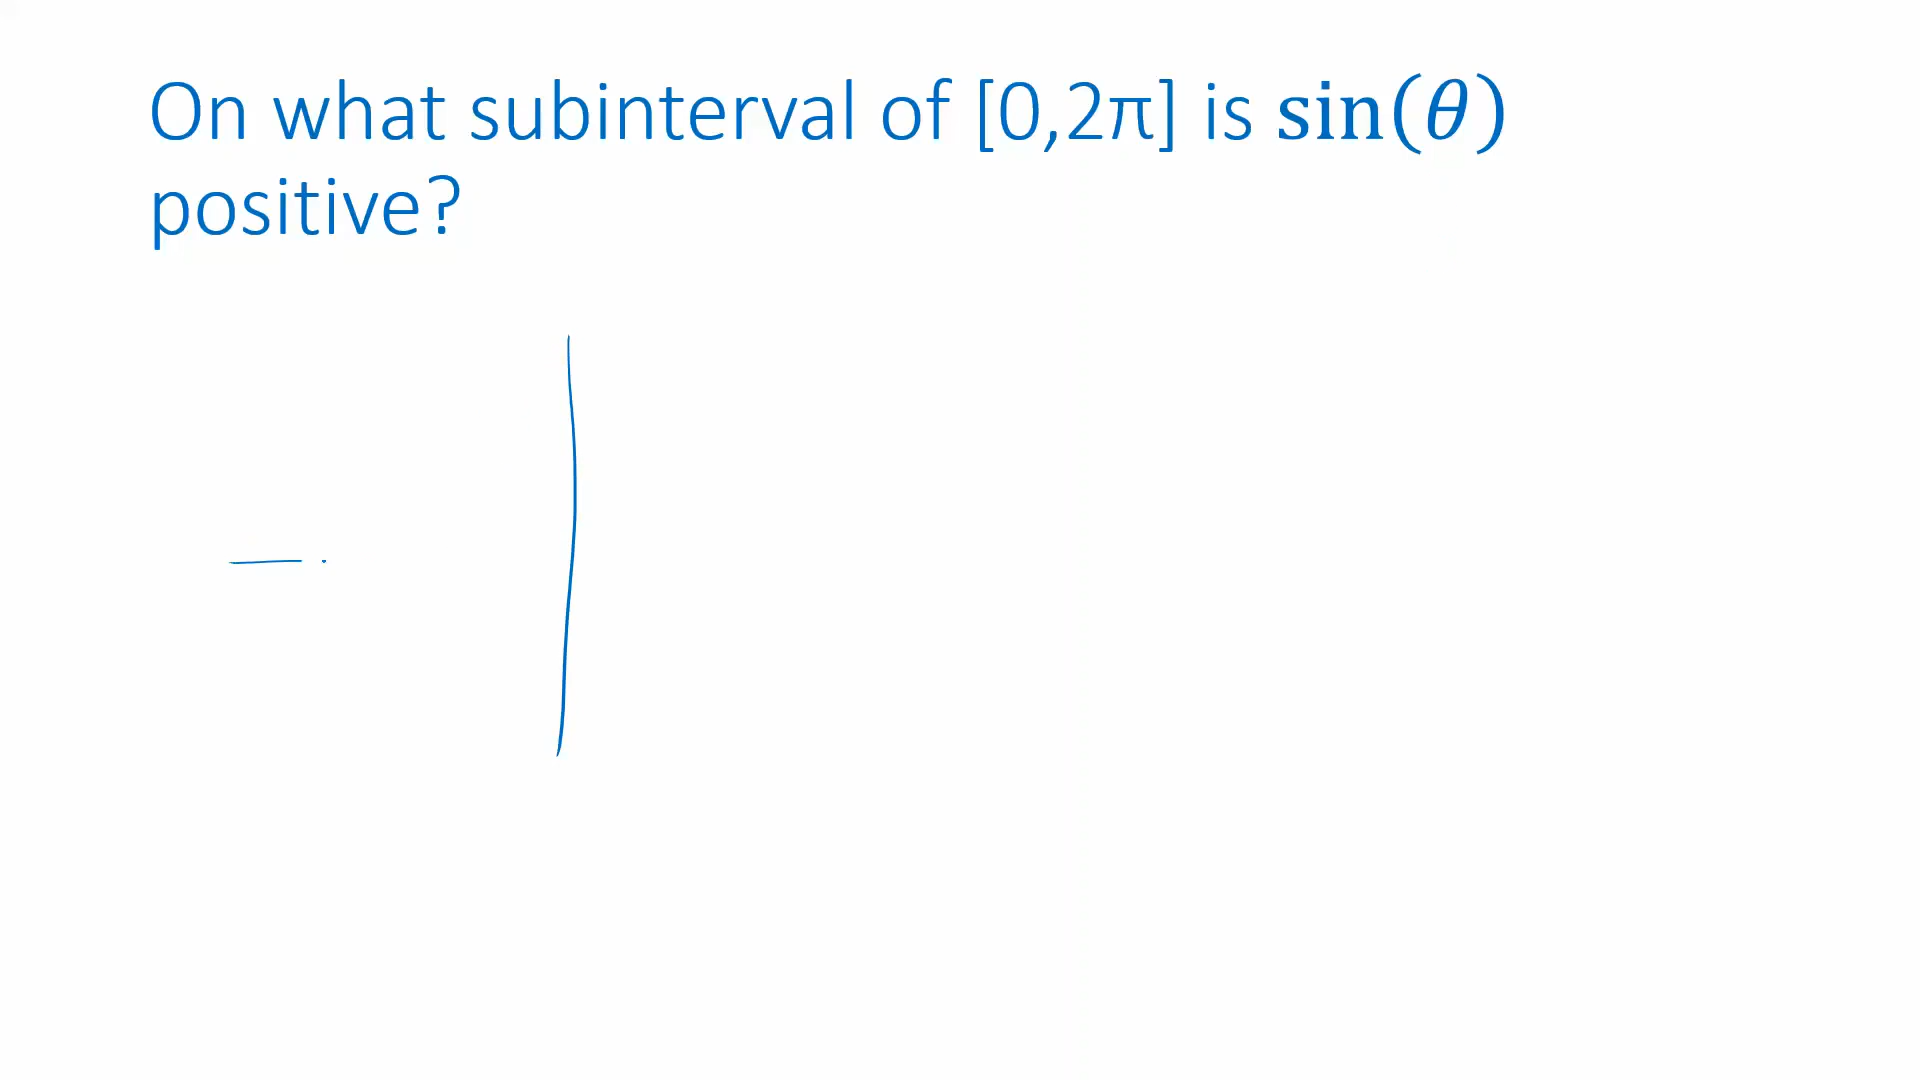 On what subinterval of [0,2π] is sin(θ)
positive?